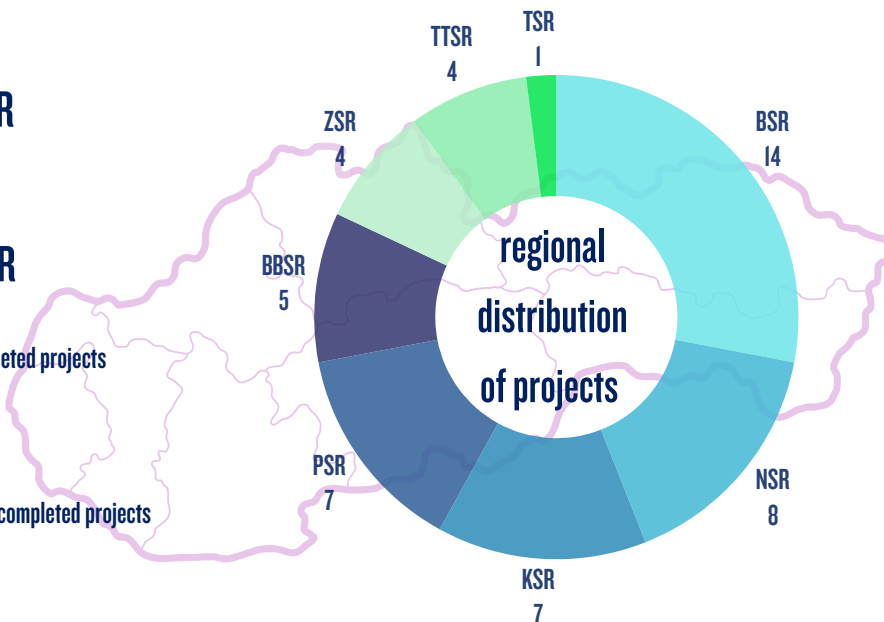 TSR
1
TTSR
4
R
ZSR
4
BSR
14
regional
R
BBSR
5
distribution
eted projects
of projects
PSR
7
NSR
8
completed projects
KSR
7